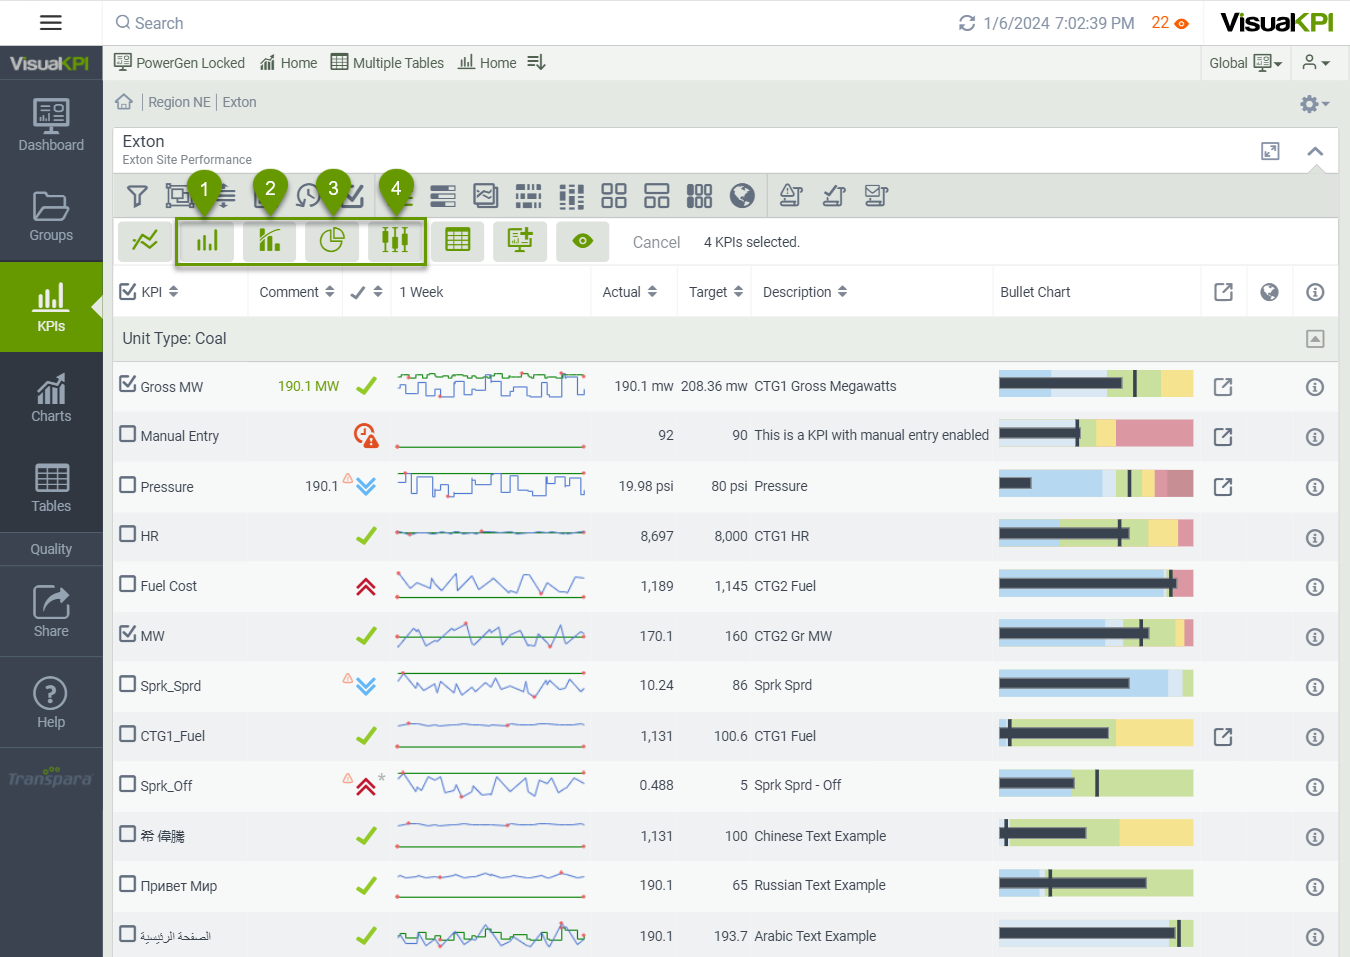 Search
1/6/2024 7:02:39 PM
22
VisualKPI
VisualKPI
PowerGen Locked
Home
Multiple Tables
Home
Global
Region NE | Exton
Dashboard
Groups
KPIs
Charts
Tables
Quality
Share
Help
Transpara
Exton
Exton Site Performance
1
2
3
4
Cancel
4 KPIs selected.
KPI Comment 1 Week Actual Target Description Bullet Chart
Unit Type: Coal
Gross MW 190.1 MW 190.1 mw 208.36 mw CTG1 Gross Megawatts
Manual Entry 92 90 This is a KPI with manual entry enabled
Pressure 190.1 19.98 psi 80 psi Pressure
HR 8,697 8,000 CTG1 HR
Fuel Cost 1,189 1,145 CTG2 Fuel
MW 170.1 160 CTG2 Gr MW
Sprk_Sprd 10.24 86 Sprk Sprd
CTG1_Fuel 1,131 100.6 CTG1 Fuel
Sprk_Off * 0.488 5 Sprk Sprd - Off
希 偉騰 1,131 100 Chinese Text Example
Привет Мир 190.1 65 Russian Text Example
الصفحة الرئيسية 190.1 193.7 Arabic Text Example